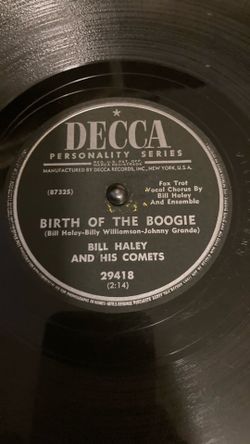 DECCA
PERSONALITY SERIES
MANUFACTURED BY DECCA RECORDS, INC., NEW YORK, U.S.A.
(87325)
Fox Trot
Vocal Chorus By
Bill Haley
And Ensemble
BIRTH OF THE BOOGIE
(Bill Haley-Billy Williamson-Johnny Grande)
BILL HALEY
AND HIS COMETS
29418
(2:14)